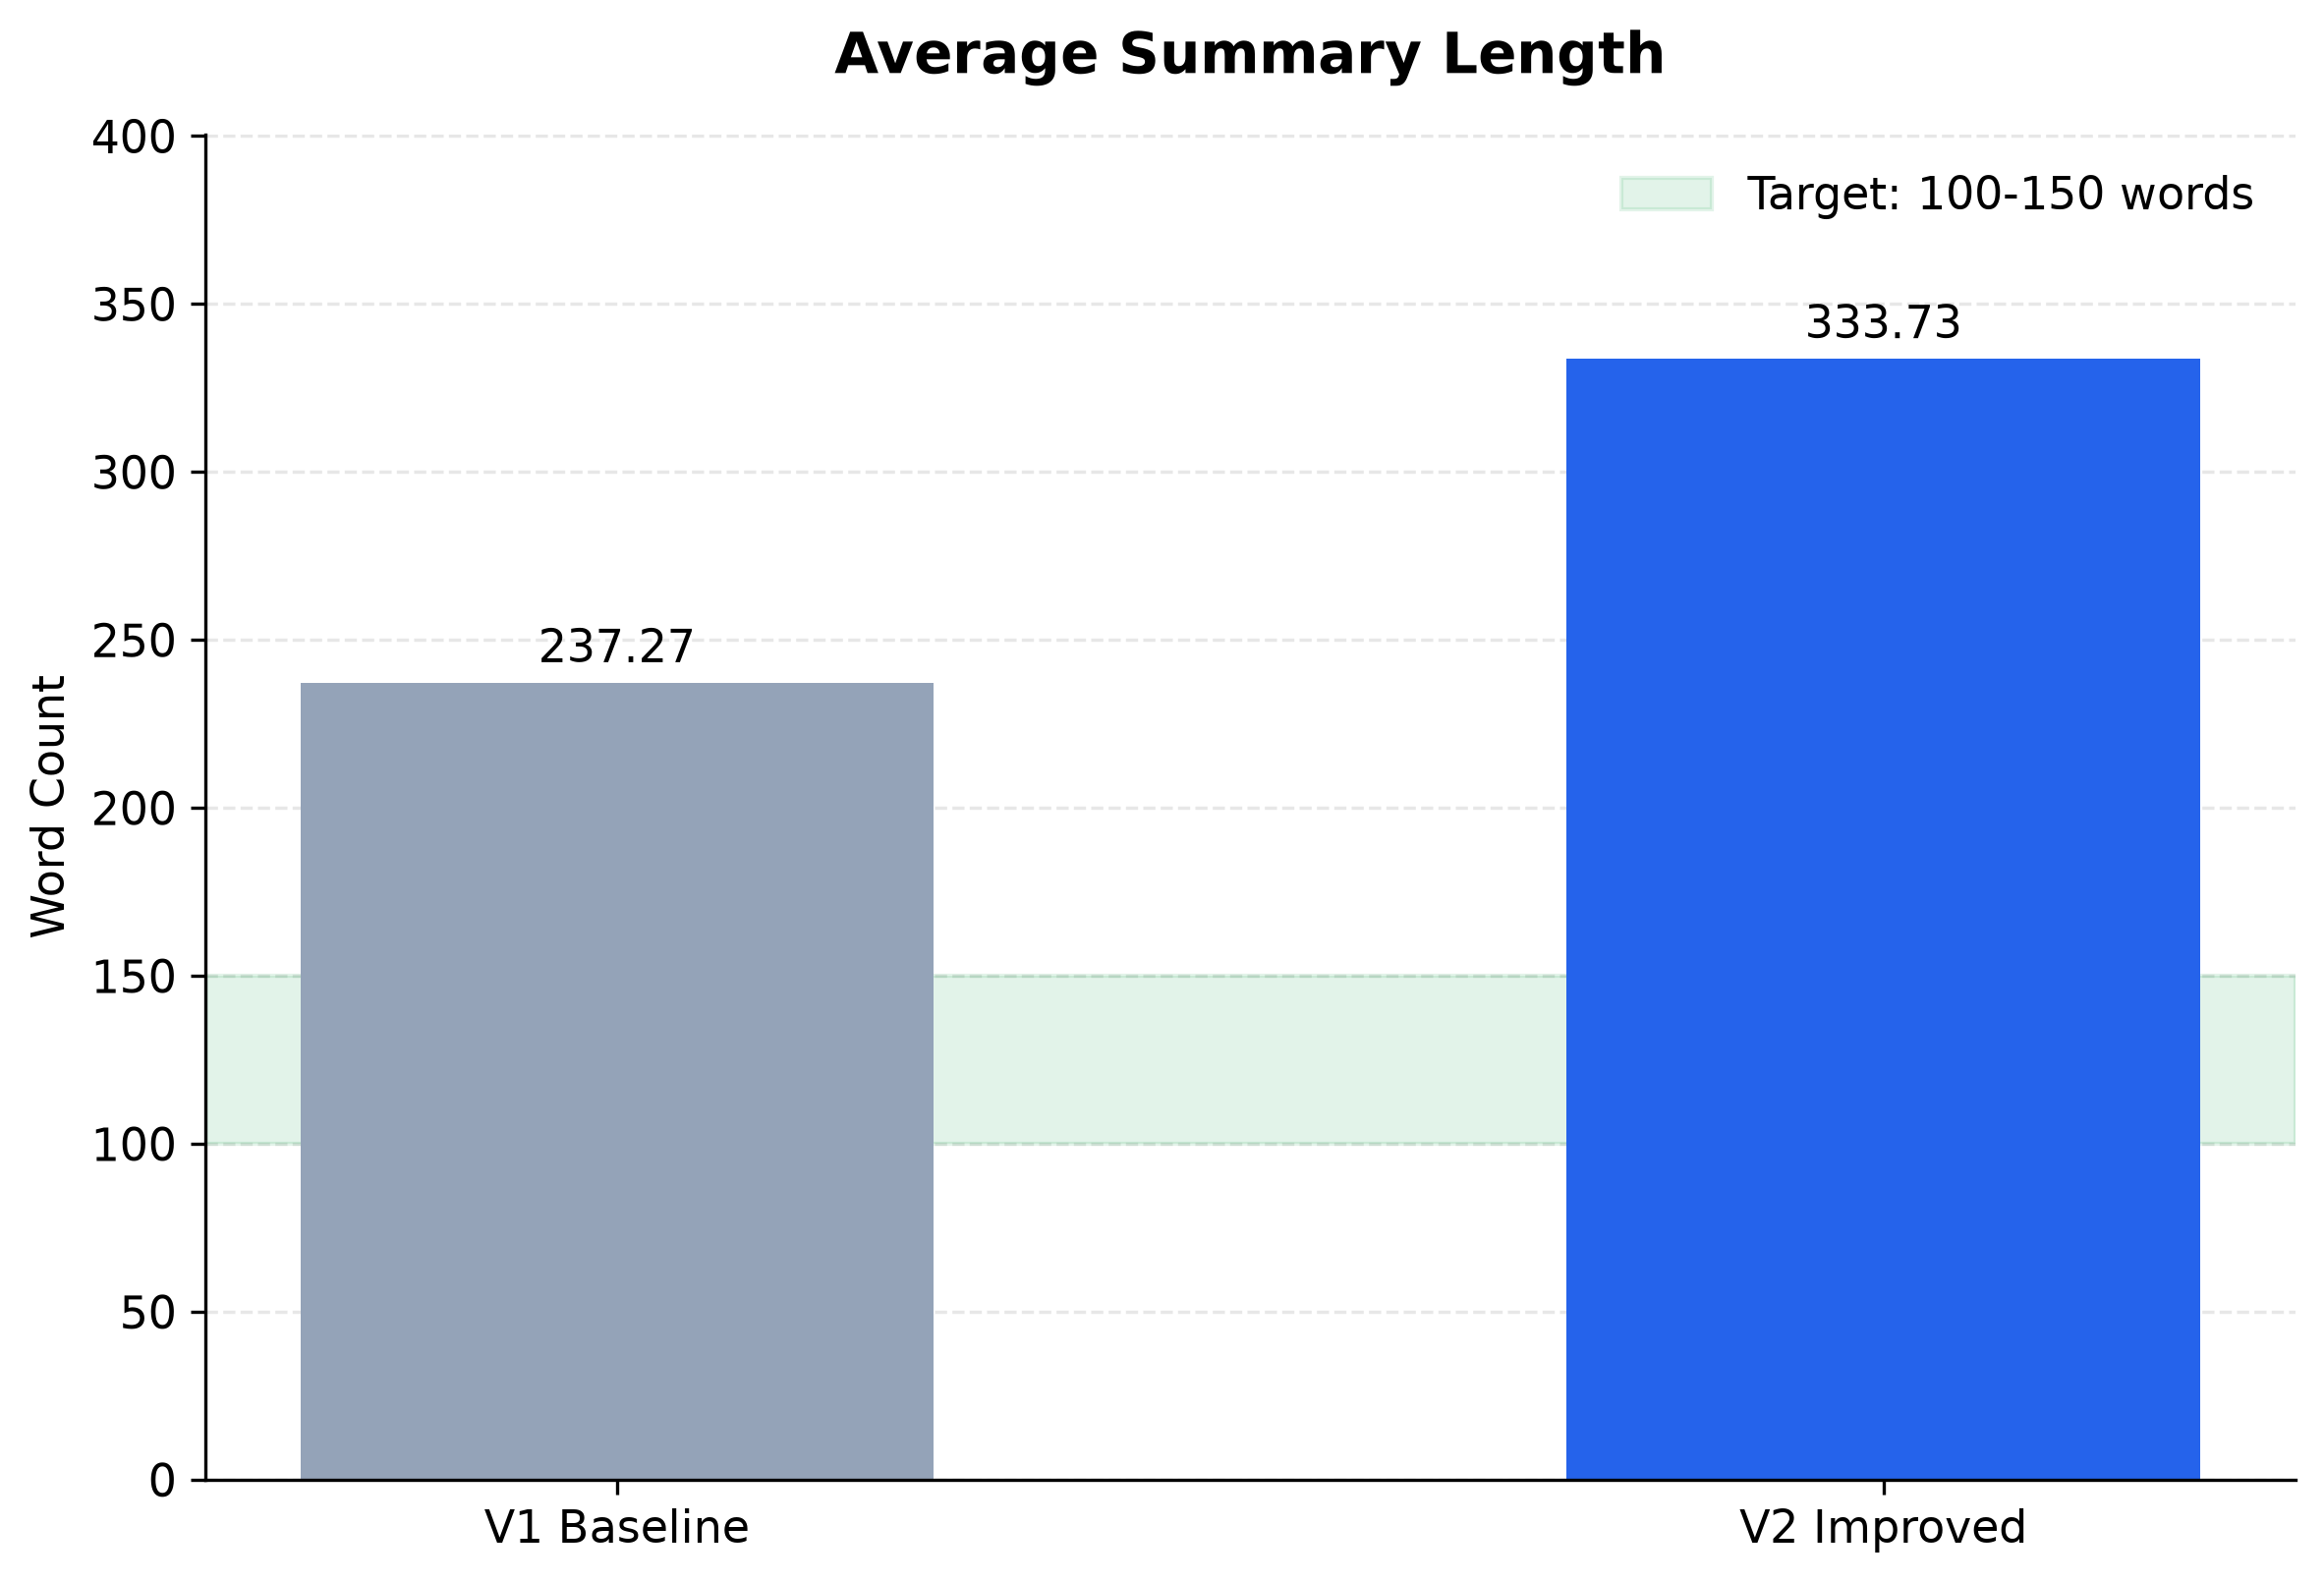 Average Summary Length
400
Target: 100-150 words
350
333.73
300
250
237.27
Word Count
200
150
100
50
0
V1 Baseline
V2 Improved